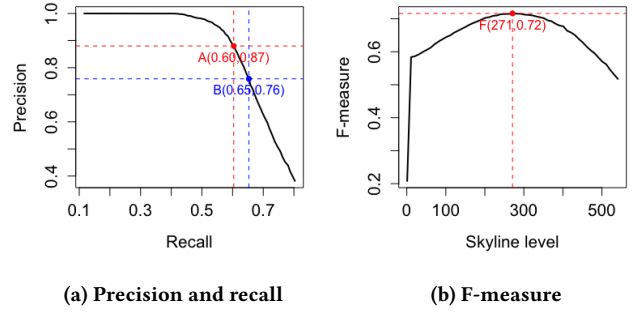 Precision
0.4 0.6 0.8 1.0
A(0.60,0.87)
B(0.65,0.76)
0.1 0.3 0.5 0.7
Recall
(a) Precision and recall
F-measure
0.2 0.4 0.6
F(271,0.72)
0 100 300 500
Skyline level
(b) F-measure